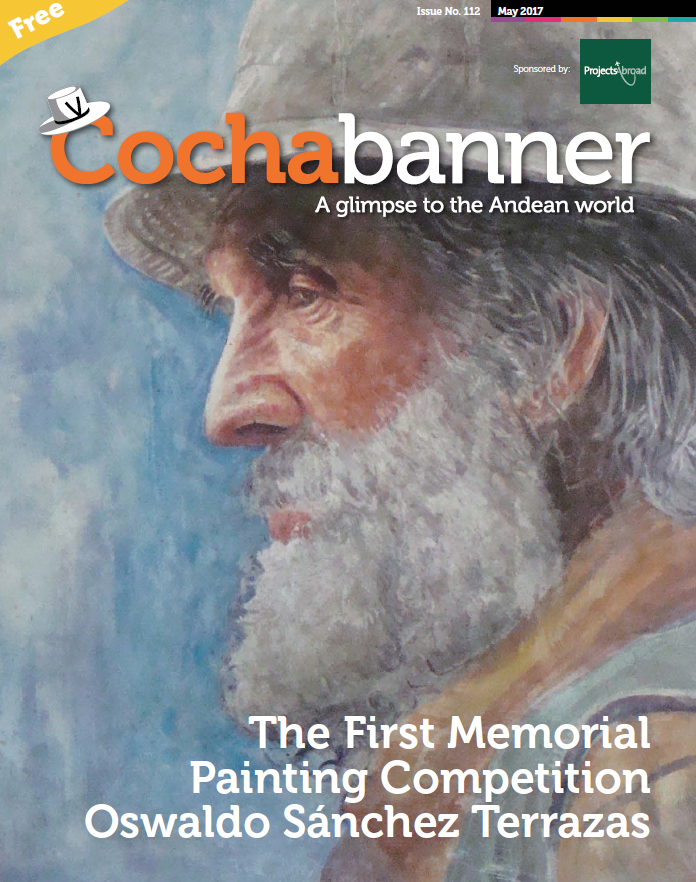 Free
Issue No. 112
May 2017
Sponsored by:
ProjectsAbroad
Cochabanner
A glimpse to the Andean world
The First Memorial
Painting Competition
Oswaldo Sánchez Terrazas